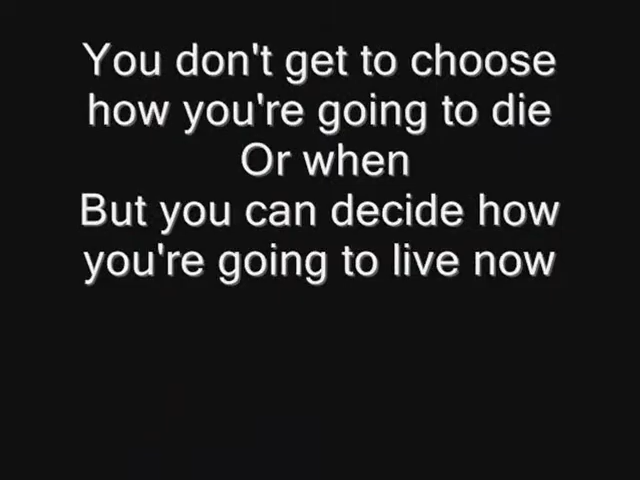 You don't get to choose
how you're going to die
Or when
But you can decide how
you're going to live now